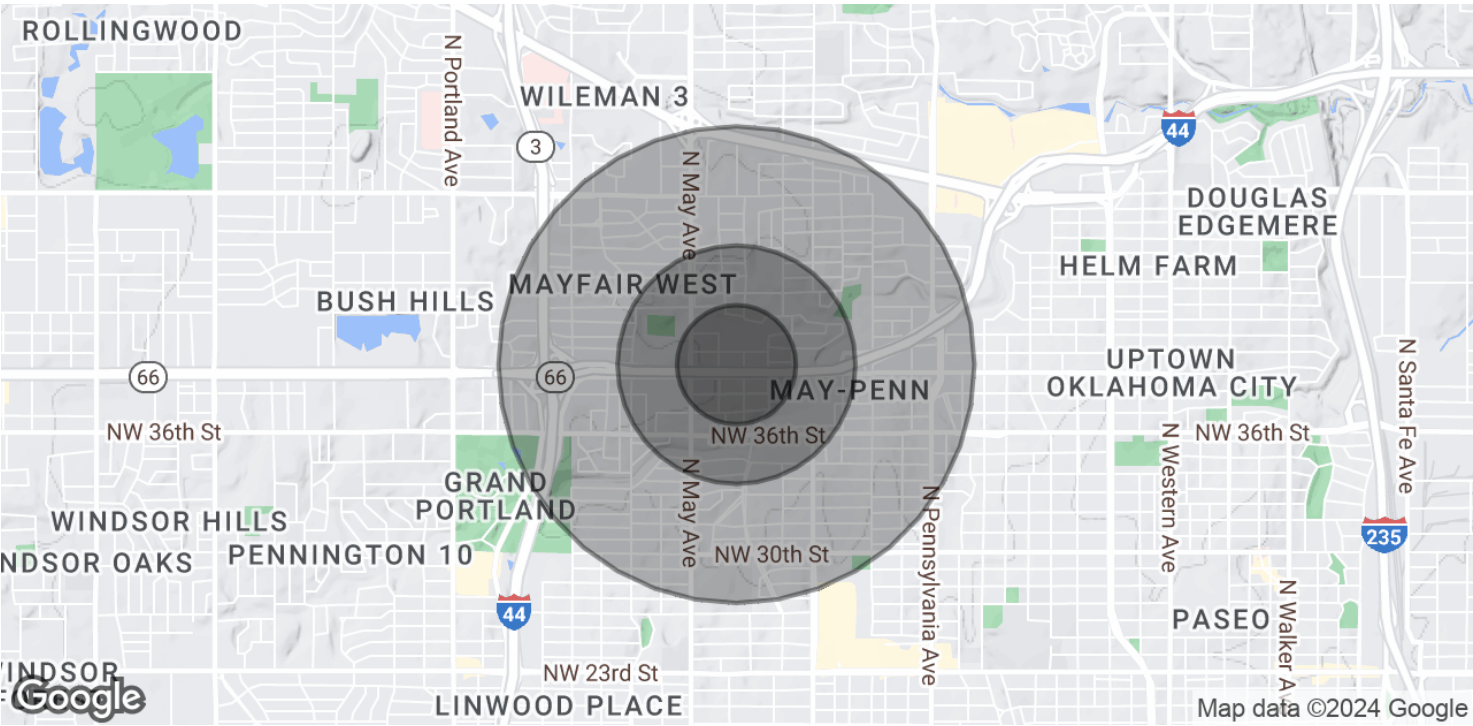 ROLLINGWOOD
N Portland Ave
WILEMAN 3
3
44
N May Ave
DOUGLAS
EDGEMERE
HELM FARM
MAYFAIR WEST
BUSH HILLS
66
66
MAY-PENN
UPTOWN
OKLAHOMA CITY
N Santa Fe Ave
NW 36th St
NW 36th St
NW 36th St
N Western Ave
GRAND
PORTLAND
N May Ave
N Pennsylvania Ave
WINDSOR HILLS
235
NDSOR OAKS
PENNINGTON 10
NW 30th St
44
PASEO
N Walker Av
NW 23rd St
LINWOOD PLACE
WINDSOR
Google
Map data ©2024 Google